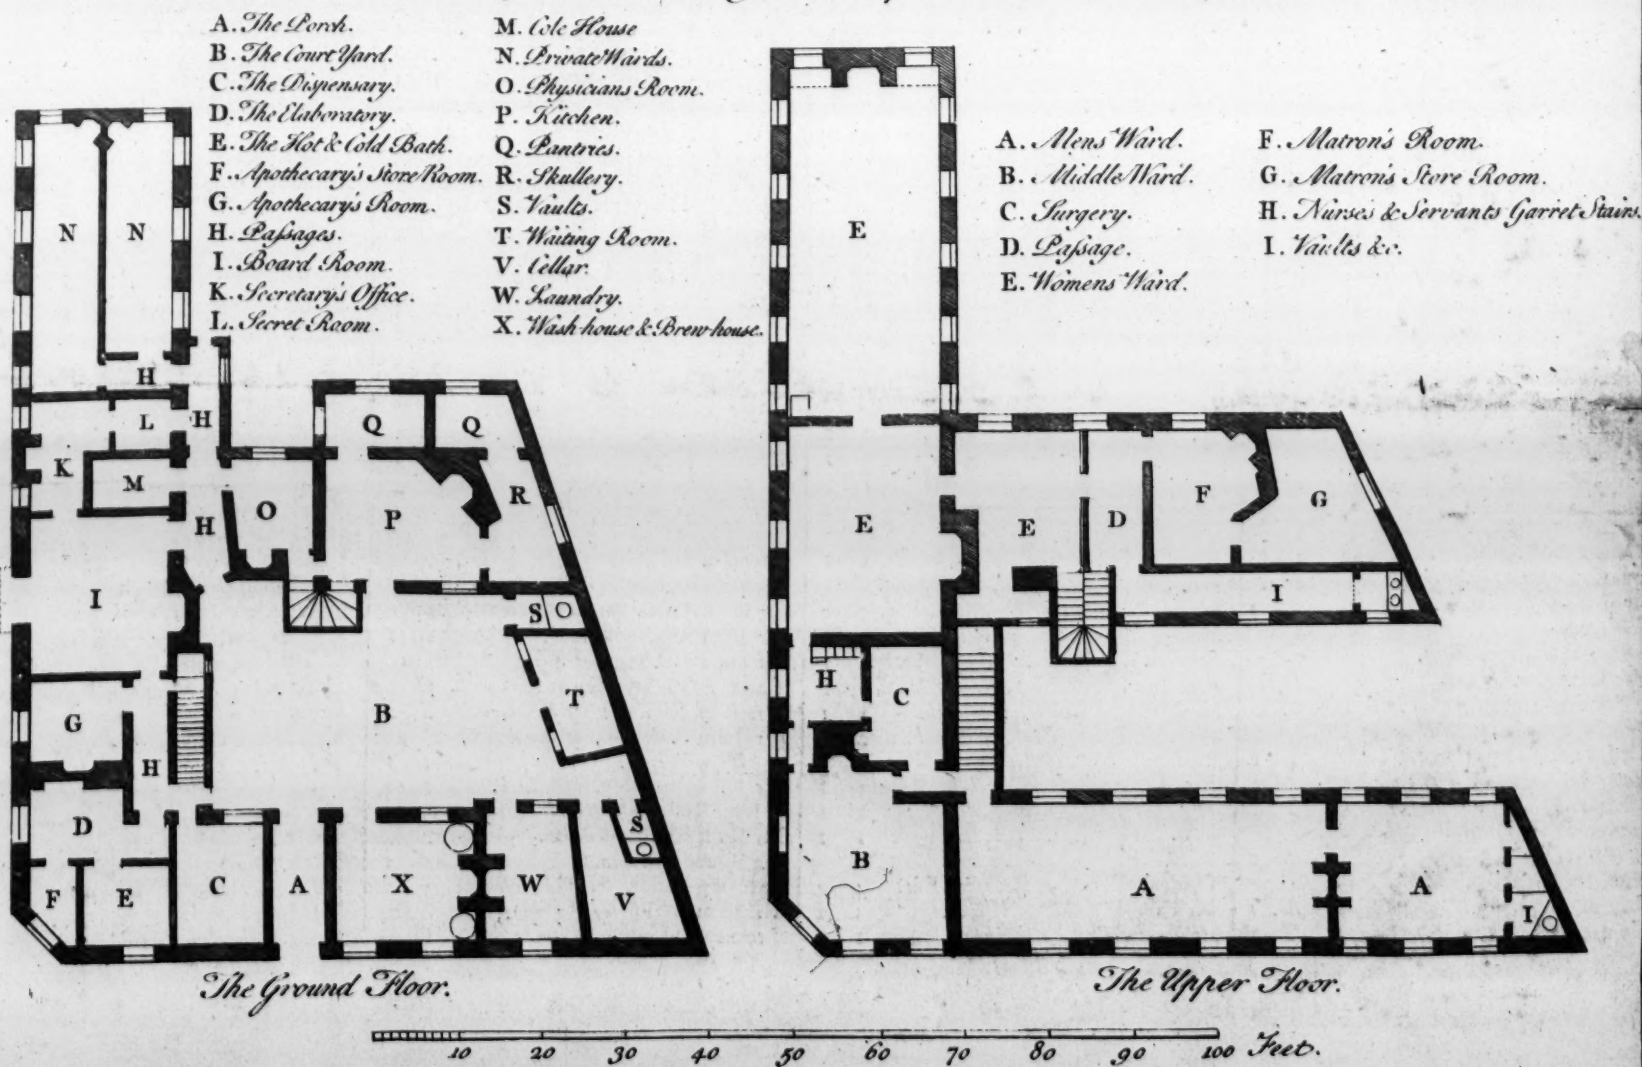 A. The Porch.
B. The Court Yard.
C. The Dispensary.
D. The Elaboratory.
E. The Hot & Cold Bath.
F. Apothecary's Store Room.
G. Apothecary's Room.
H. Paſsages.
I. Board Room.
K. Secretary's Office.
L. Secret Room.
M. Cole House
N. Private Wards.
O. Physicians Room.
P. Kitchen.
Q. Pantries.
R. Skullery.
S. Vaults.
T. Waiting Room.
V. Cellar.
W. Laundry.
X. Wash-house & Brew-house.
A. Mens Ward.
B. Middle Ward.
C. Surgery.
D. Paſsage.
E. Womens Ward.
F. Matron's Room.
G. Matron's Store Room.
H. Nurses & Servants Garret Stairs.
I. Vaults &c.
N N
H
L H
Q Q
K M
O P R
H
I
S
G B T
H
D S
F E C A X W V
The Ground Floor.
E
E E D F G
I
H C
B A A
I
The Upper Floor.
10 20 30 40 50 60 70 80 90 100 Feet.